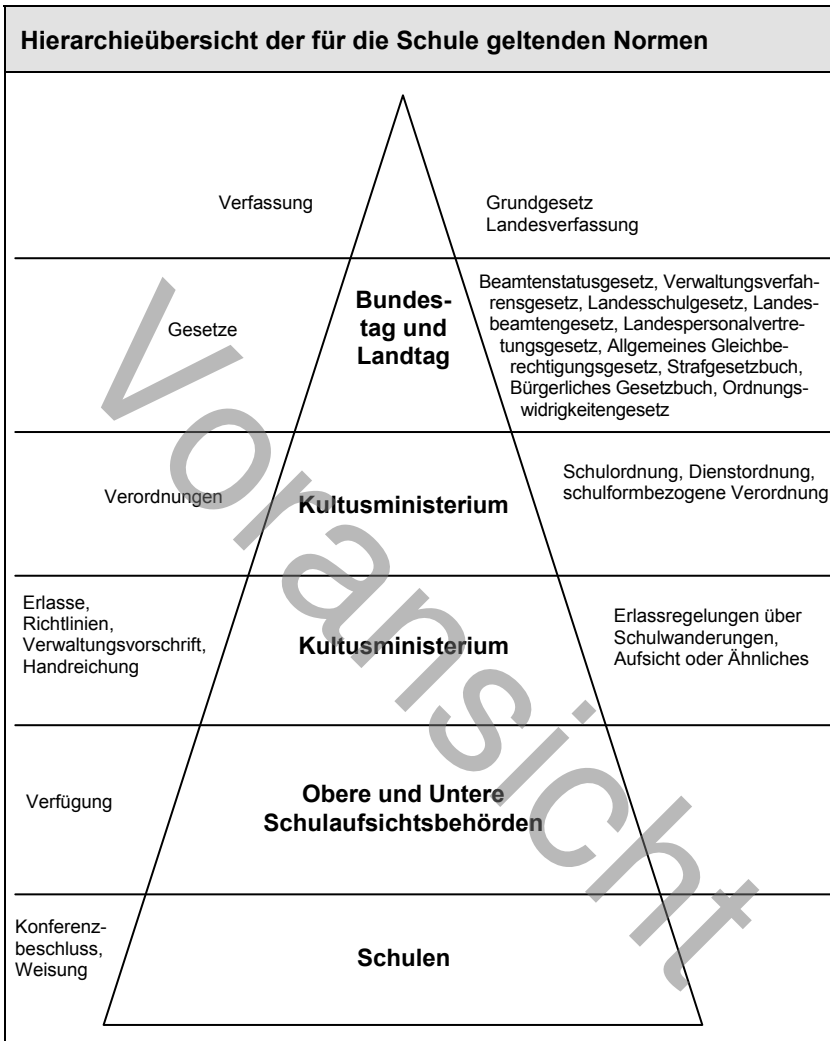 Hierarchieübersicht der für die Schule geltenden Normen
Verfassung
Grundgesetz
Landesverfassung
Gesetze
Bundes-
tag und
Landtag
Beamtenstatusgesetz, Verwaltungsverfah-
rensgesetz, Landesschulgesetz, Landes-
beamtengesetz, Landespersonalvertre-
tungsgesetz, Allgemeines Gleichbe-
rechtigungsgesetz, Strafgesetzbuch,
Bürgerliches Gesetzbuch, Ordnungs-
widrigkeitengesetz
Verordnungen
Kultusministerium
Schulordnung, Dienstordnung,
schulformbezogene Verordnung
Erlasse,
Richtlinien,
Verwaltungsvorschrift,
Handreichung
Kultusministerium
Erlassregelungen über
Schulwanderungen,
Aufsicht oder Ähnliches
Verfügung
Obere und Untere
Schulaufsichtsbehörden
Konferenz-
beschluss,
Weisung
Schulen
Voransicht